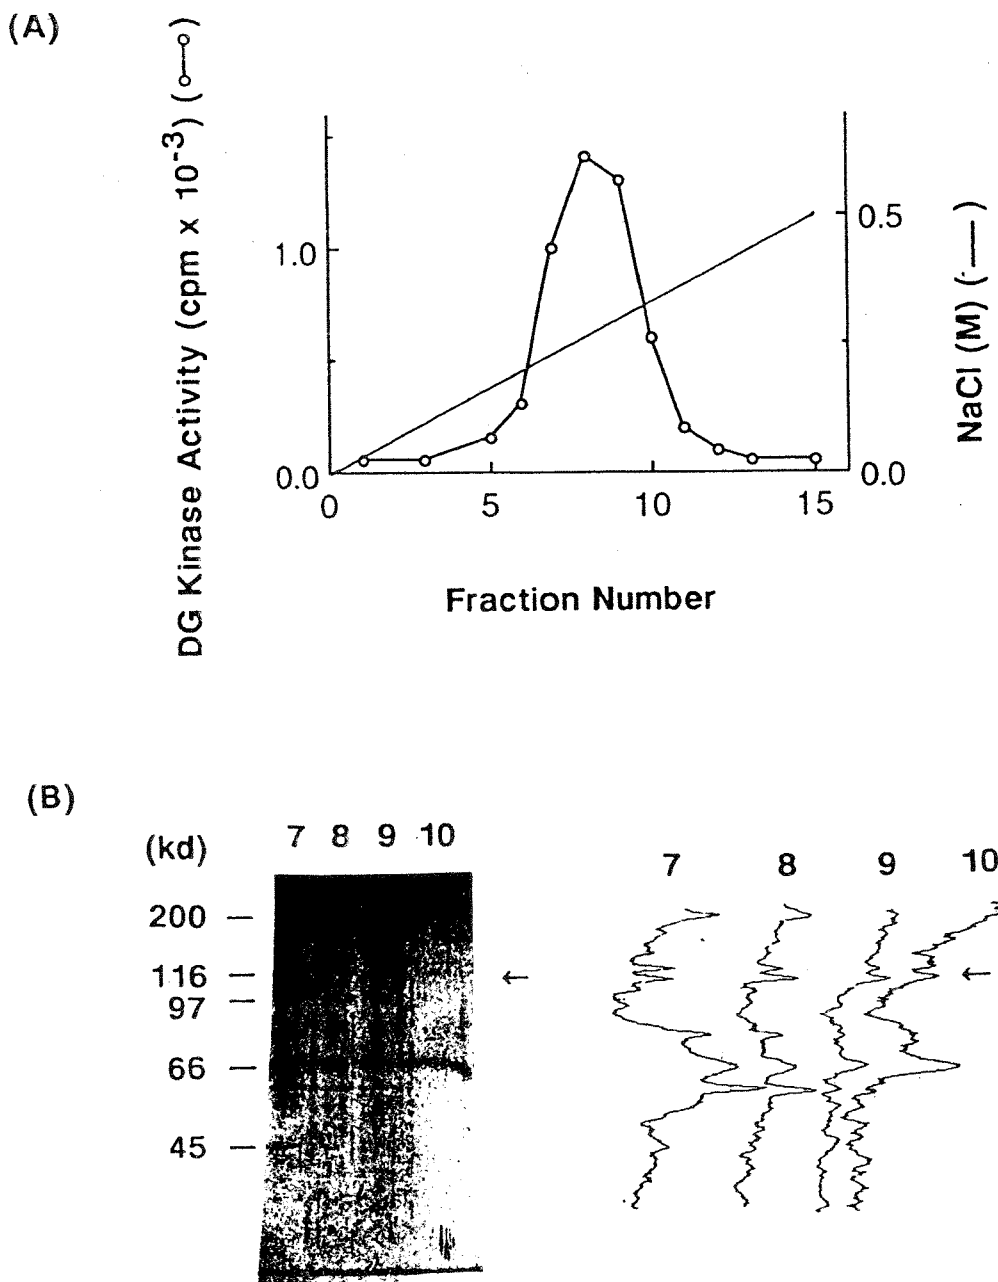 (A)
DG Kinase Activity (cpm x 10⁻³) (o—o)
1.0
0.0
0.5
0.0
NaCl (M) (—)
0 5 10 15
Fraction Number
(B)
(kd)
7 8 9 10
200
116
97
66
45
7 8 9 10